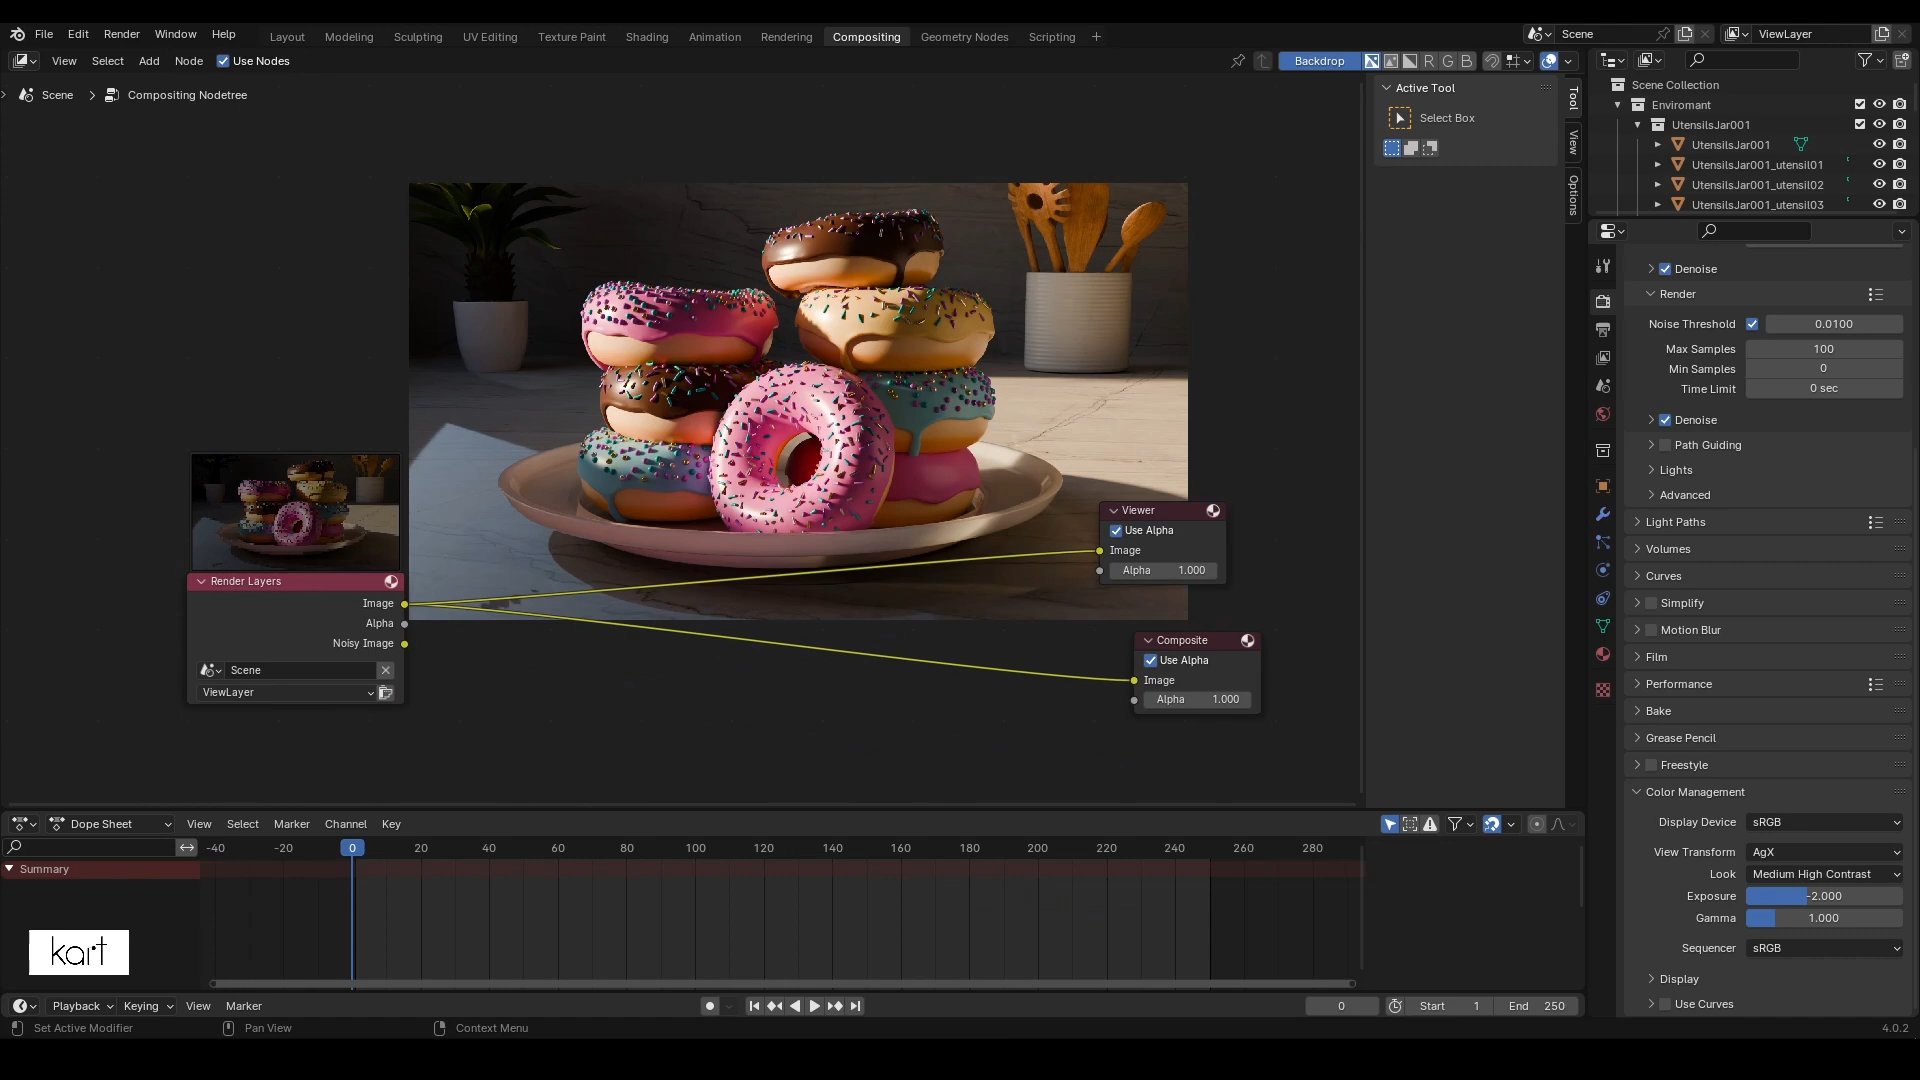 File Edit Render Window Help
Layout Modeling Sculpting UV Editing Texture Paint Shading Animation Rendering Compositing Geometry Nodes Scripting +
Scene
ViewLayer
View Select Add Node Use Nodes
Backdrop
R G B
Scene > Compositing Nodetree
Active Tool
Select Box
Tool
View
Options
Scene Collection
Enviromant
UtensilsJar001
UtensilsJar001
UtensilsJar001_utensil01
UtensilsJar001_utensil02
UtensilsJar001_utensil03
Denoise
Render
Noise Threshold 0.0100
Max Samples 100
Min Samples 0
Time Limit 0 sec
Denoise
Path Guiding
Lights
Advanced
Light Paths
Volumes
Curves
Simplify
Motion Blur
Film
Performance
Bake
Grease Pencil
Freestyle
Color Management
Display Device sRGB
View Transform AgX
Look Medium High Contrast
Exposure -2.000
Gamma 1.000
Sequencer sRGB
Display
Use Curves
Render Layers
Image
Alpha
Noisy Image
Scene
ViewLayer
Viewer
Use Alpha
Image
Alpha 1.000
Composite
Use Alpha
Image
Alpha 1.000
Dope Sheet View Select Marker Channel Key
-40 -20 0 20 40 60 80 100 120 140 160 180 200 220 240 260 280
Summary
kart
Playback Keying View Marker
0 Start 1 End 250
Set Active Modifier Pan View Context Menu
4.0.2